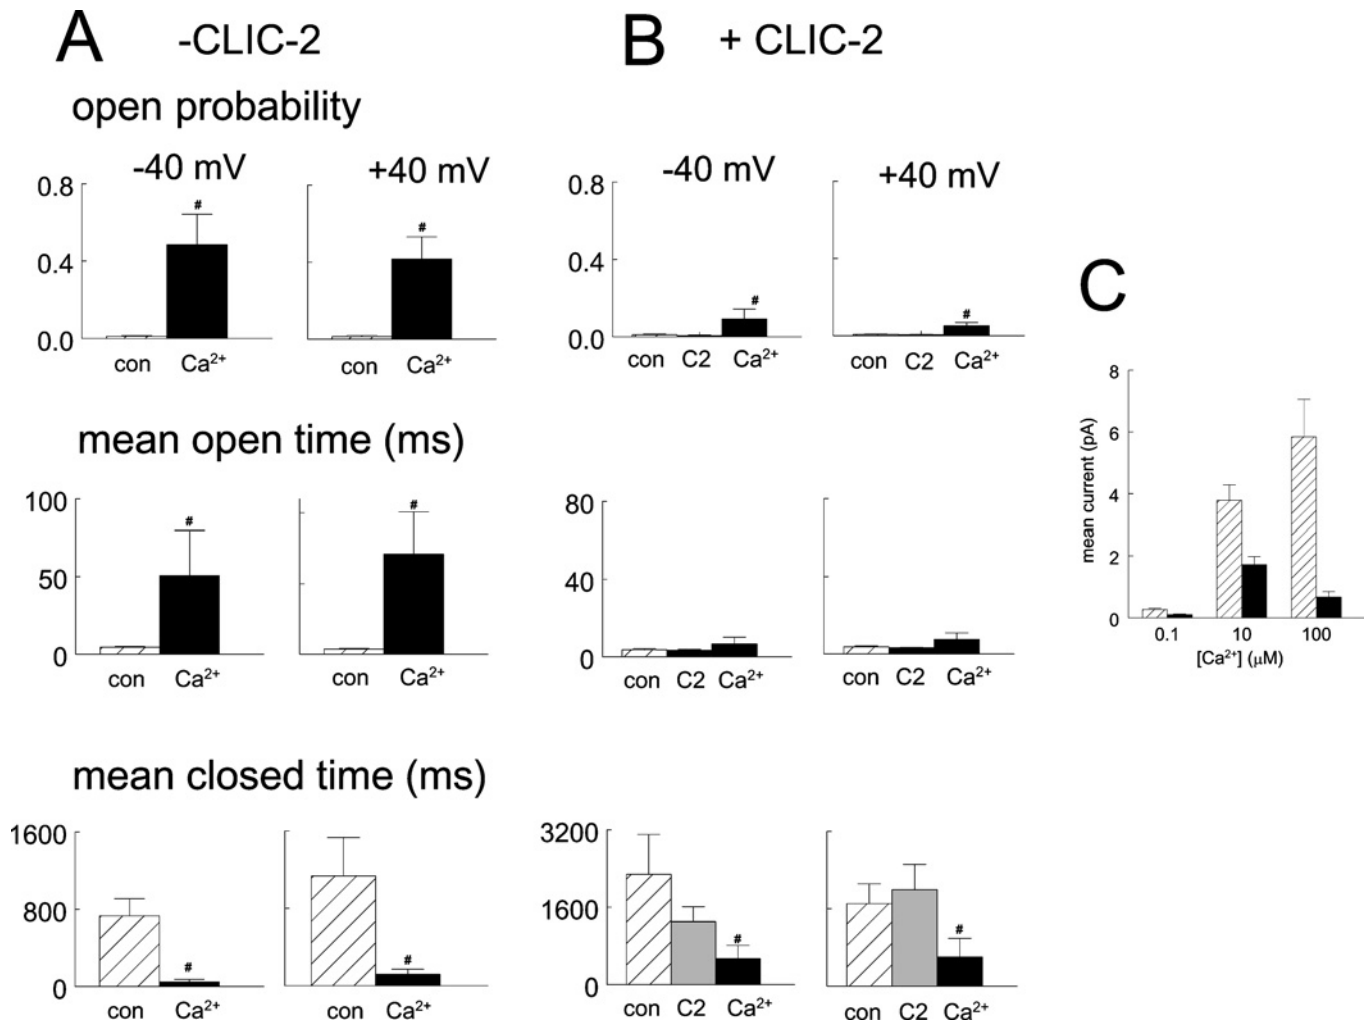 A -CLIC-2
B + CLIC-2
open probability
-40 mV
+40 mV
-40 mV
+40 mV
0.8
0.4
0.0
con Ca²⁺
con Ca²⁺
#
#
0.8
0.4
0.0
con C2 Ca²⁺
con C2 Ca²⁺
#
#
mean open time (ms)
100
50
0
con Ca²⁺
con Ca²⁺
#
#
80
40
0
con C2 Ca²⁺
con C2 Ca²⁺
mean closed time (ms)
1600
800
0
con Ca²⁺
con Ca²⁺
#
#
3200
1600
0
con C2 Ca²⁺
con C2 Ca²⁺
#
#
C
mean current (pA)
8
6
4
2
0
0.1 10 100
[Ca²⁺] (μM)